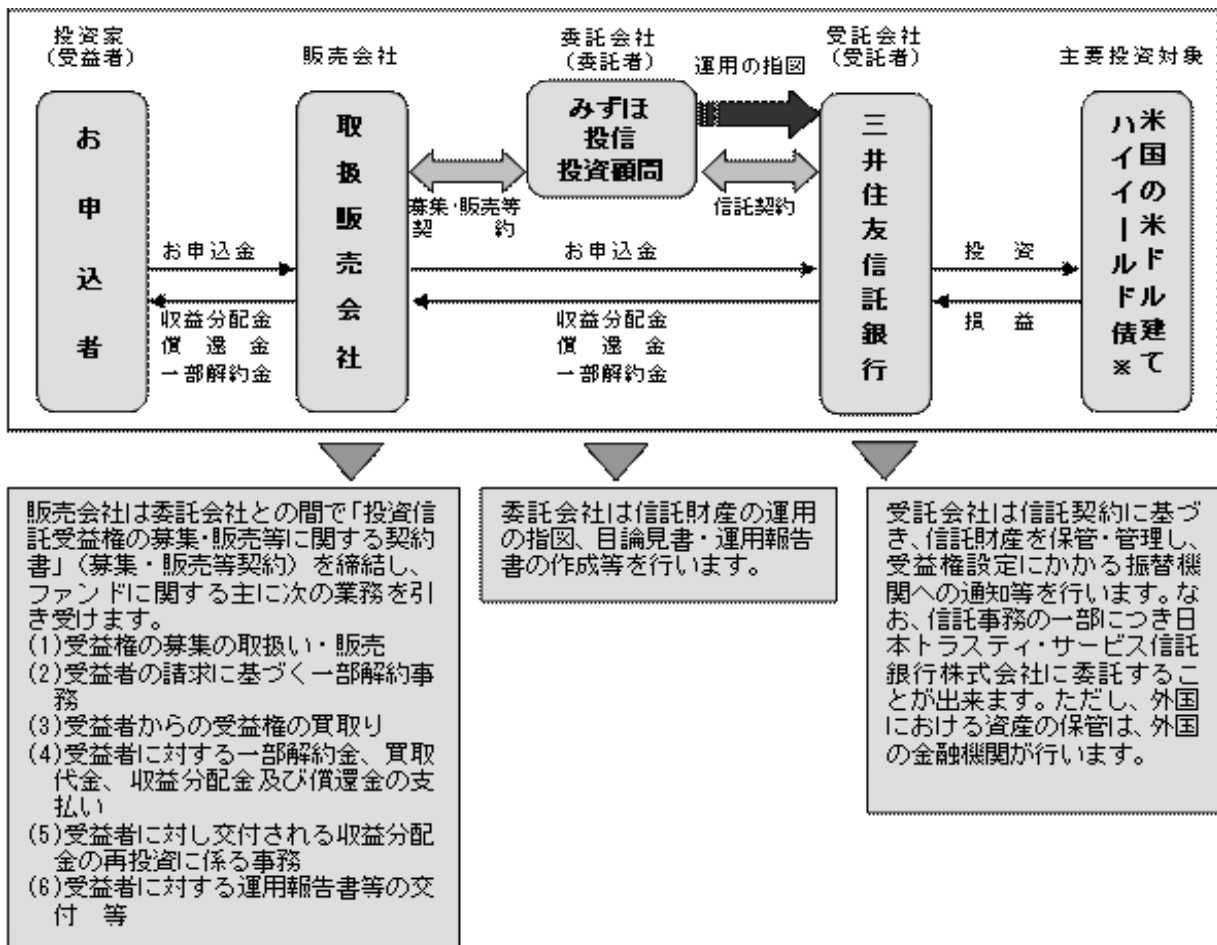 投資家
(受益者)
販売会社
委託会社
(委託者)
受託会社
(受託者)
主要投資対象
運用の指図
お申込者
取扱販売会社
みずほ
投信
投資顧問
三井住友信託銀行
米国の米ドル建て
ハイイールド債※
募集・販売等
契約
信託契約
お申込金
お申込金
投資
収益分配金
償還金
一部解約金
収益分配金
償還金
一部解約金
損益
販売会社は委託会社との間で「投資信
託受益権の募集・販売等に関する契約
書」(募集・販売等契約)を締結し、
ファンドに関する主に次の業務を引
き受けます。
(1)受益権の募集の取扱い・販売
(2)受益者の請求に基づく一部解約事
務
(3)受益者からの受益権の買取り
(4)受益者に対する一部解約金、買取
代金、収益分配金及び償還金の支
払い
(5)受益者に対し交付される収益分配
金の再投資に係る事務
(6)受益者に対する運用報告書等の交
付 等
委託会社は信託財産の運用
の指図、目論見書・運用報告
書の作成等を行います。
受託会社は信託契約に基づ
き、信託財産を保管・管理し、
受益権設定にかかる振替機
関への通知等を行います。な
お、信託事務の一部につき日
本トラスティ・サービス信託
銀行株式会社に委託するこ
とが出来ます。ただし、外国
における資産の保管は、外国
の金融機関が行います。